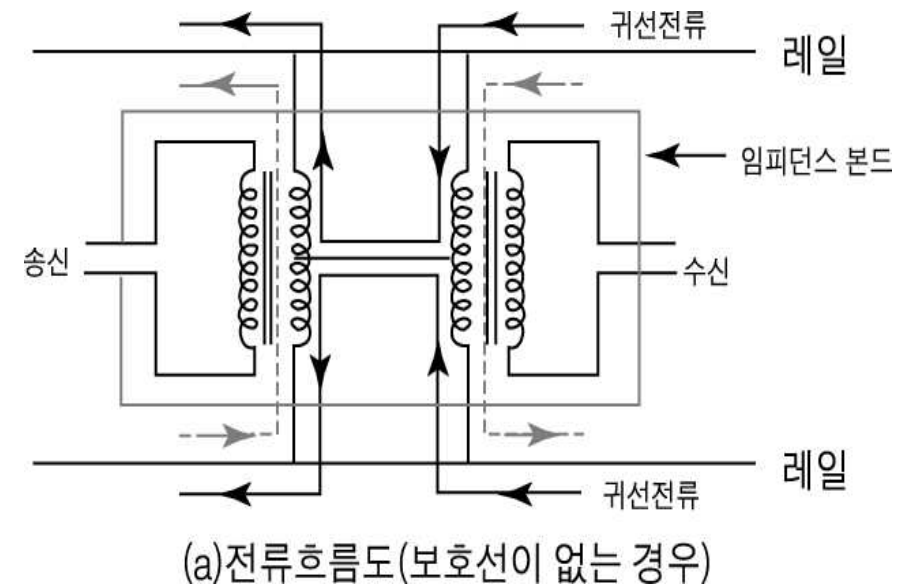 귀선전류
레일
임피던스 본드
송신
수신
레일
귀선전류
(a)전류흐름도(보호선이 없는 경우)